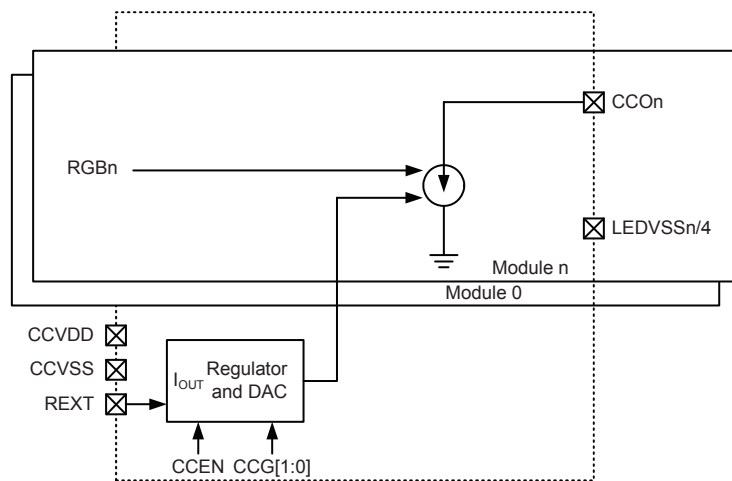 CCOn
RGBn
LEDVSSn/4
Module n
Module 0
CCVDD
CCVSS
REXT
IOUT Regulator
and DAC
CCEN CCG[1:0]